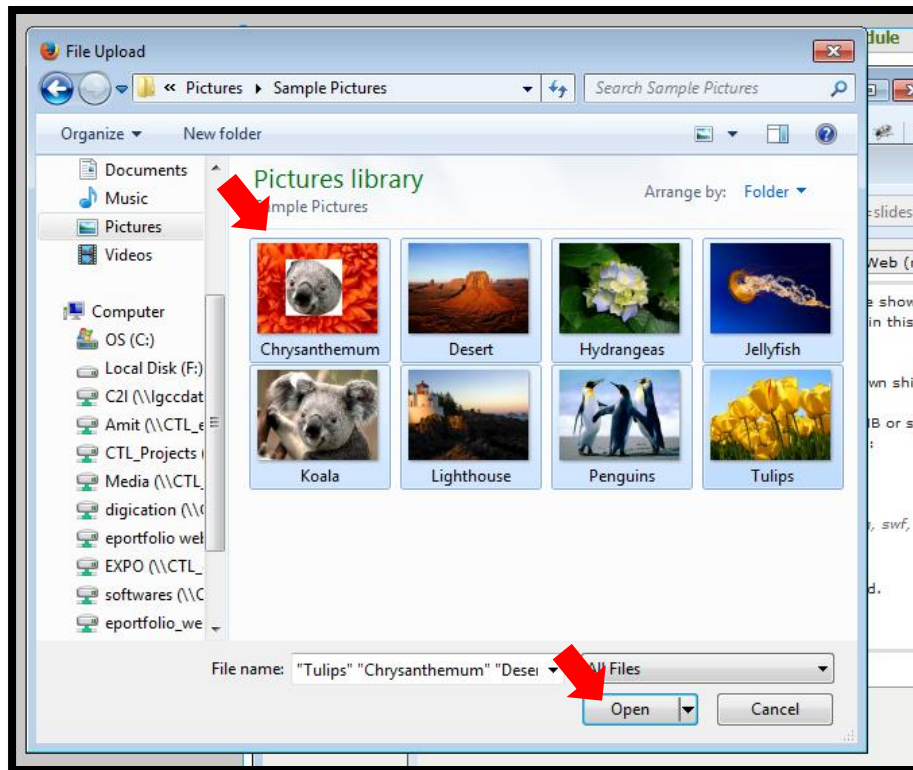 File Upload
dule
« Pictures ▸ Sample Pictures
Search Sample Pictures
Organize New folder
Documents
Music
Pictures
Videos
Computer
OS (C:)
Local Disk (F:)
C2I (\\lgccdat
Amit (\\CTL_e
CTL_Projects (
Media (\\CTL_
digication (\\
eportfolio wel
EXPO (\\CTL_
softwares (\\C
eportfolio_we
Pictures library
Sample Pictures
Arrange by: Folder
Chrysanthemum Desert Hydrangeas Jellyfish
Koala Lighthouse Penguins Tulips
File name: "Tulips" "Chrysanthemum" "Deser
All Files
Open Cancel
=slides
Web (
e show
in this
wn shi
IB or s
:
, swf,
d.